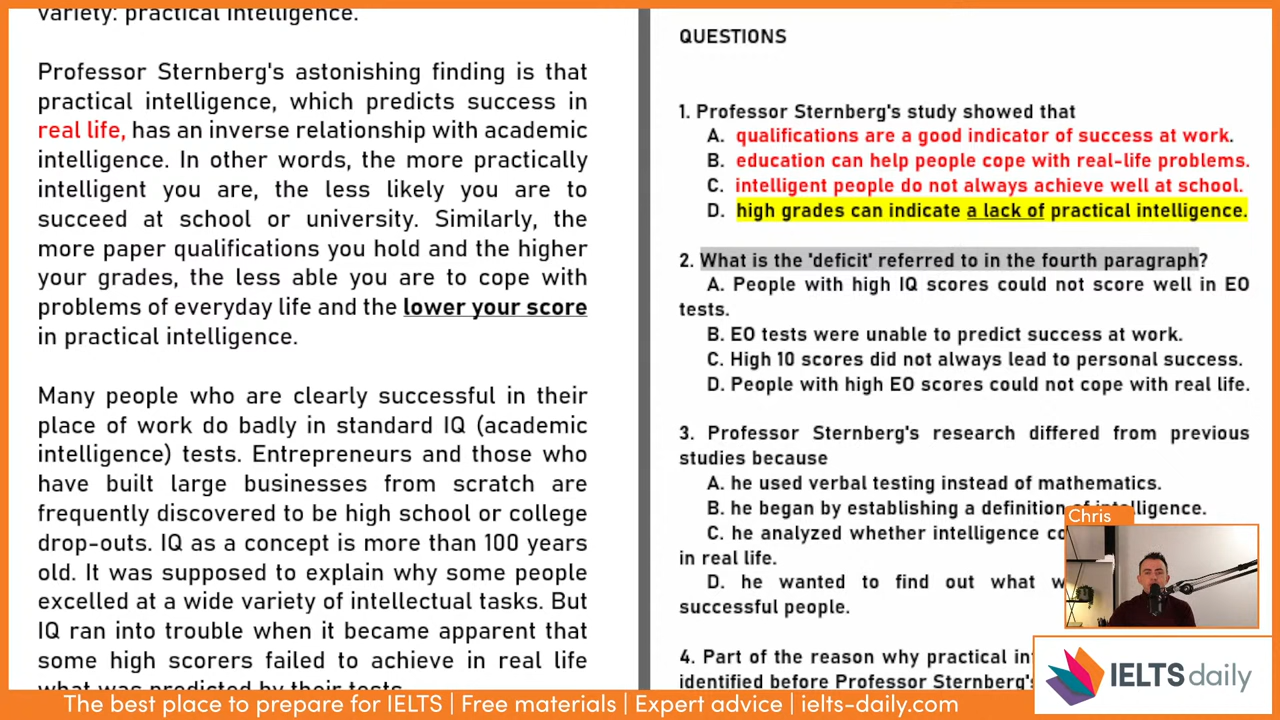 variety: practical intelligence.
Professor Sternberg's astonishing finding is that
practical intelligence, which predicts success in
real life, has an inverse relationship with academic
intelligence. In other words, the more practically
intelligent you are, the less likely you are to
succeed at school or university. Similarly, the
more paper qualifications you hold and the higher
your grades, the less able you are to cope with
problems of everyday life and the lower your score
in practical intelligence.
Many people who are clearly successful in their
place of work do badly in standard IQ (academic
intelligence) tests. Entrepreneurs and those who
have built large businesses from scratch are
frequently discovered to be high school or college
drop-outs. IQ as a concept is more than 100 years
old. It was supposed to explain why some people
excelled at a wide variety of intellectual tasks. But
IQ ran into trouble when it became apparent that
some high scorers failed to achieve in real life
what was predicted by their tests.
QUESTIONS
1. Professor Sternberg's study showed that
A. qualifications are a good indicator of success at work.
B. education can help people cope with real-life problems.
C. intelligent people do not always achieve well at school.
D. high grades can indicate a lack of practical intelligence.
2. What is the 'deficit' referred to in the fourth paragraph?
A. People with high IQ scores could not score well in EO
tests.
B. EO tests were unable to predict success at work.
C. High 10 scores did not always lead to personal success.
D. People with high EO scores could not cope with real life.
3. Professor Sternberg's research differed from previous
studies because
A. he used verbal testing instead of mathematics.
B. he began by establishing a definition of intelligence.
C. he analyzed whether intelligence
in real life.
D. he wanted to find out what
successful people.
4. Part of the reason why practical
identified before Professor Sternberg's
Chris
IELTS daily
The best place to prepare for IELTS | Free materials | Expert advice | ielts-daily.com